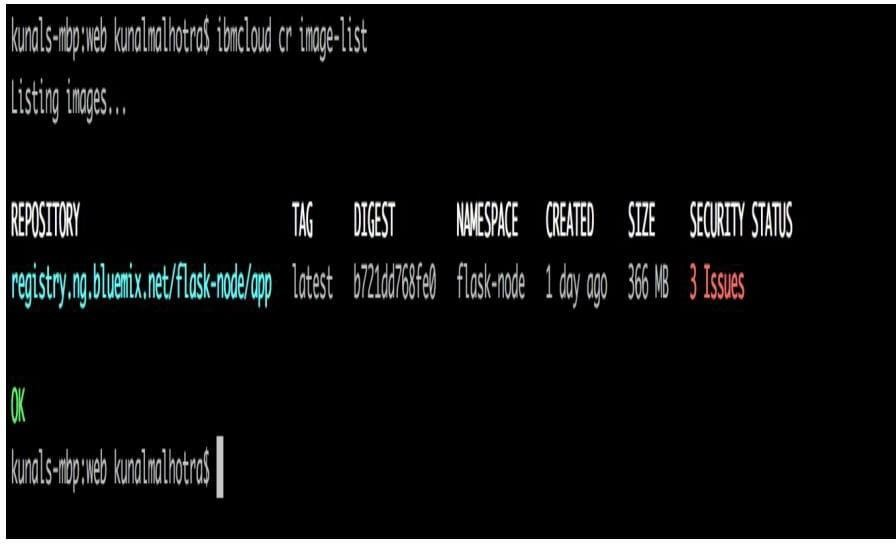 kunals-mbp:web kunalmalhotra$ ibmcloud cr image-list
Listing images...
REPOSITORY TAG DIGEST NAMESPACE CREATED SIZE SECURITY STATUS
registry.ng.bluemix.net/flask-node/app latest b721dd768fe0 flask-node 1 day ago 366 MB 3 Issues
OK
kunals-mbp:web kunalmalhotra$